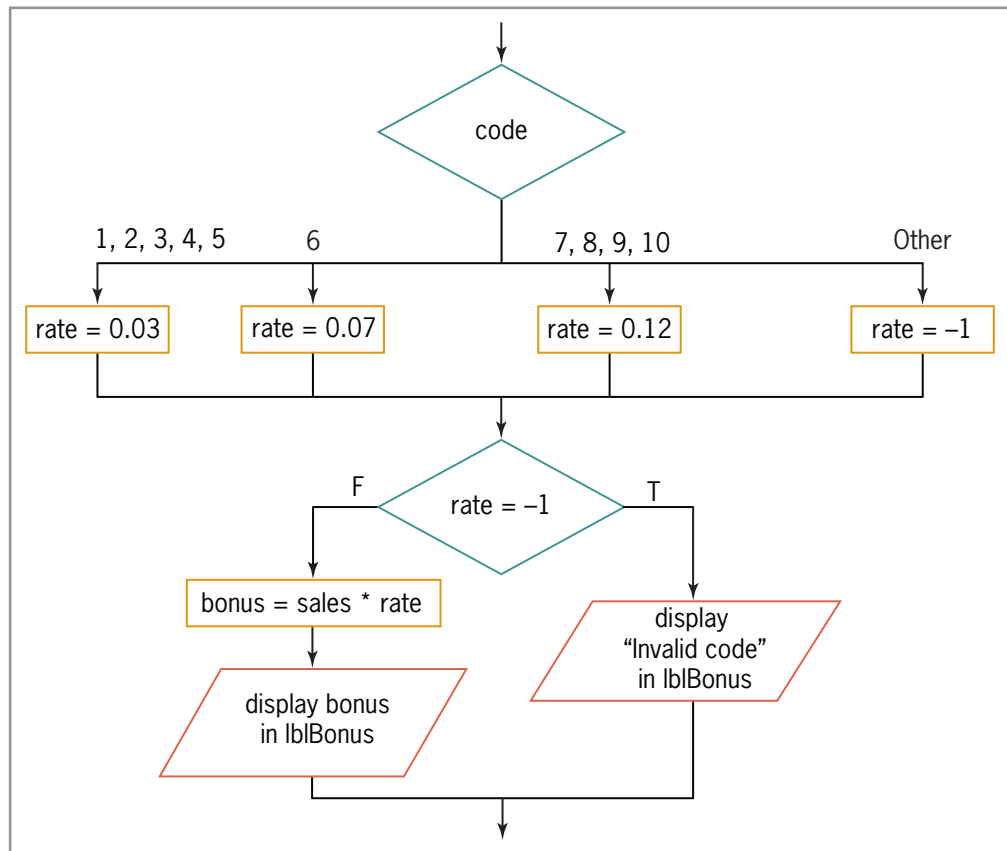 code
1, 2, 3, 4, 5
6
7, 8, 9, 10
Other
rate = 0.03
rate = 0.07
rate = 0.12
rate = –1
F
rate = –1
T
bonus = sales * rate
display
“Invalid code”
in lblBonus
display bonus
in lblBonus